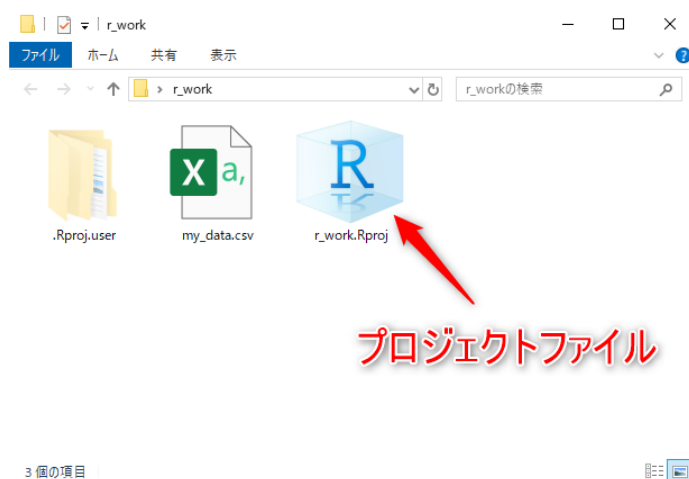 r_work
ファイル ホーム 共有 表示
r_work r_workの検索
X a,
R
.Rproj.user my_data.csv r_work.Rproj
プロジェクトファイル
3 個の項目